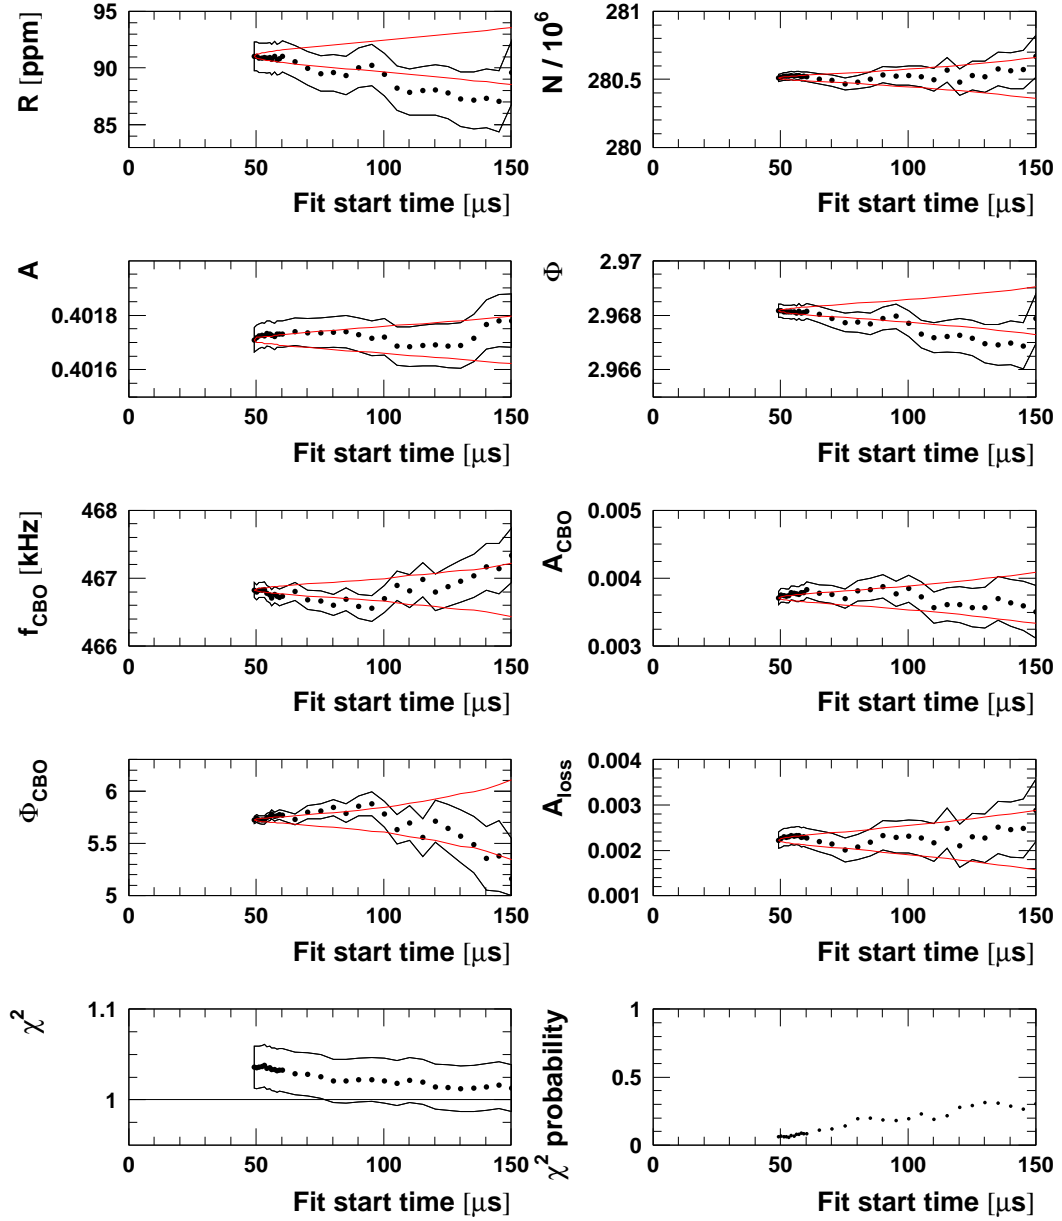 R [ppm]
95
90
85
0 50 100 150
Fit start time [μs]
N / 10^6
281
280.5
280
0 50 100 150
Fit start time [μs]
A
0.4018
0.4016
0 50 100 150
Fit start time [μs]
Φ
2.97
2.968
2.966
0 50 100 150
Fit start time [μs]
f_CBO [kHz]
468
467
466
0 50 100 150
Fit start time [μs]
A_CBO
0.005
0.004
0.003
0 50 100 150
Fit start time [μs]
Φ_CBO
6
5.5
5
0 50 100 150
Fit start time [μs]
A_loss
0.004
0.003
0.002
0.001
0 50 100 150
Fit start time [μs]
χ²
1.1
1
0 50 100 150
Fit start time [μs]
χ² probability
1
0.5
0
0 50 100 150
Fit start time [μs]